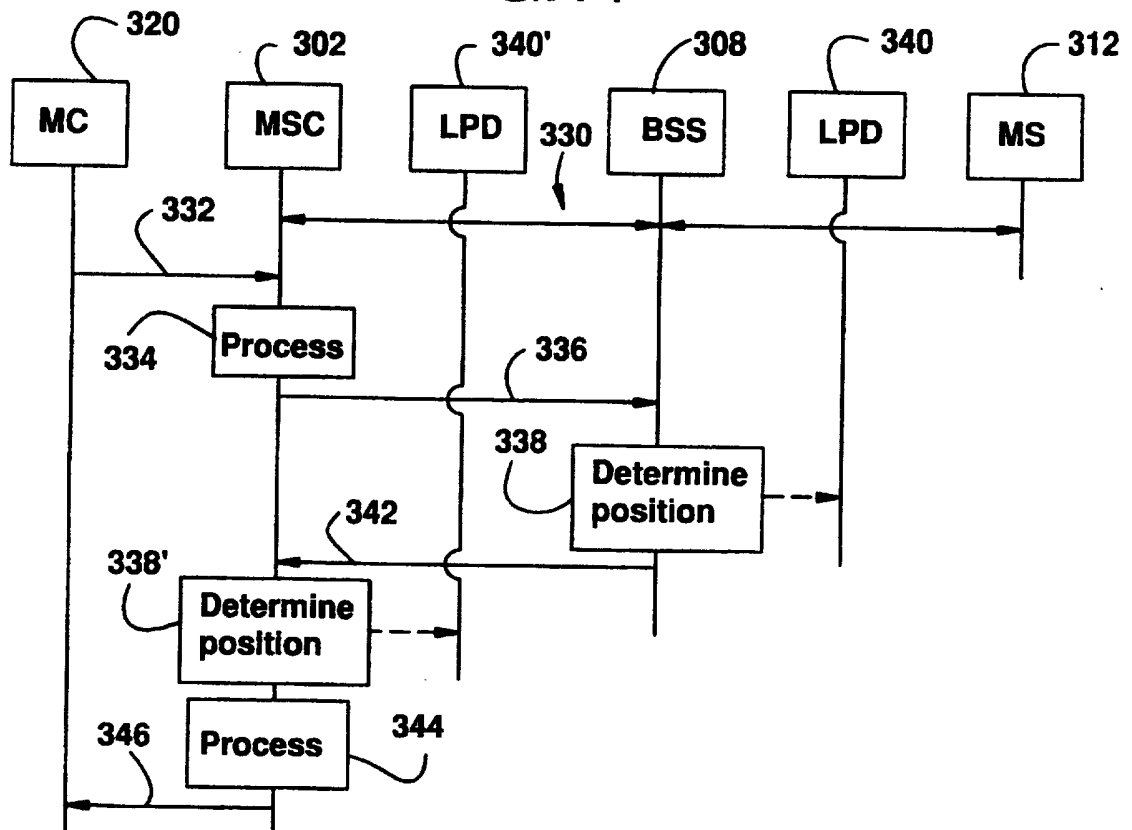 320
302
340'
308
340
312
MC
MSC
LPD
BSS
LPD
MS
330
332
334
Process
336
338
Determine
position
342
338'
Determine
position
346
Process
344